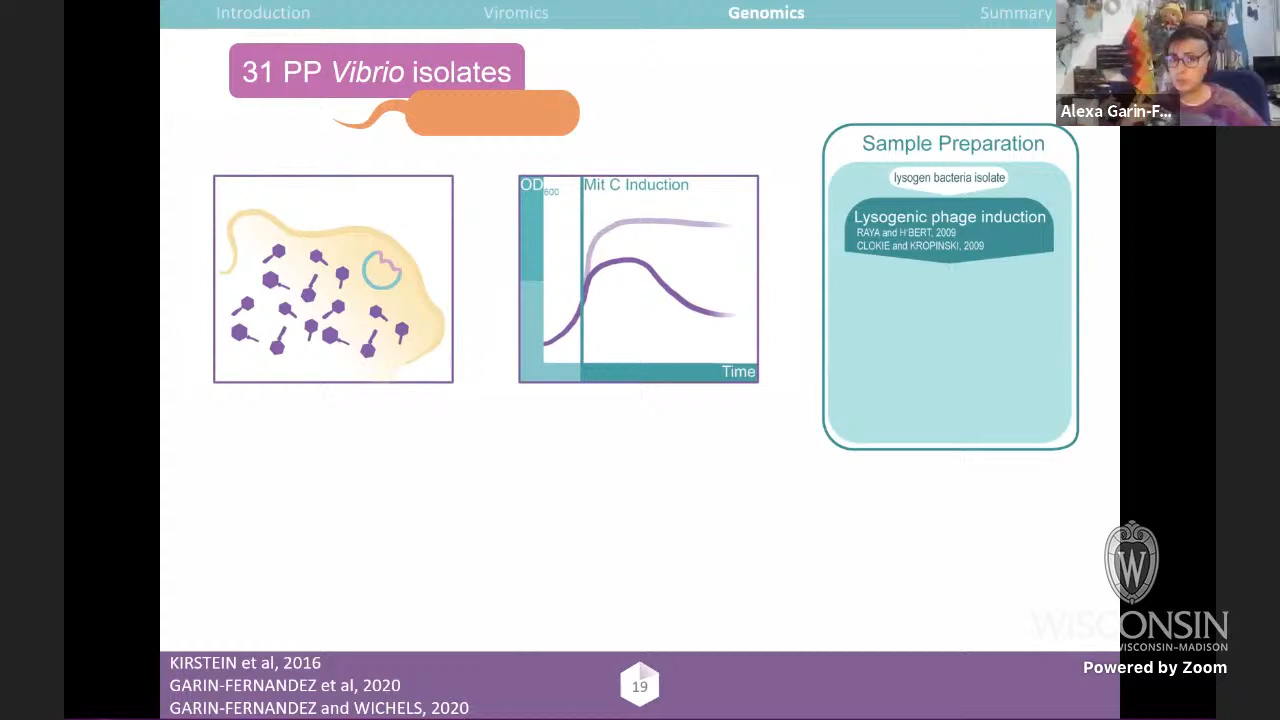 Introduction
Viromics
Genomics
Summary
31 PP Vibrio isolates
Alexa Garin-F...
OD600
Mit C Induction
Time
Sample Preparation
lysogen bacteria isolate
Lysogenic phage induction
RAYA and H'BERT, 2009
CLOKIE and KROPINSKI, 2009
W
WISCONSIN
WISCONSIN–MADISON
Powered by Zoom
KIRSTEIN et al, 2016
GARIN-FERNANDEZ et al, 2020
GARIN-FERNANDEZ and WICHELS, 2020
19